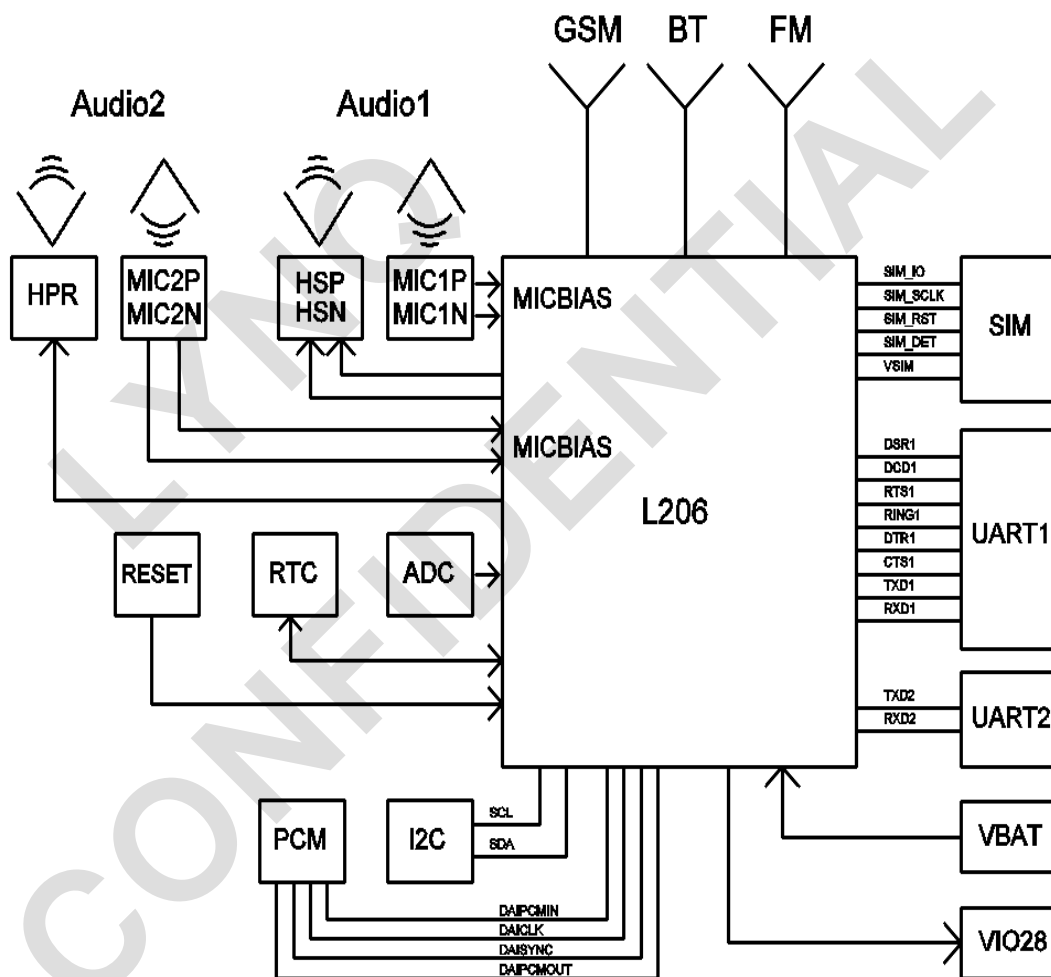 GSM BT FM
Audio2 Audio1
HPR
MIC2P
MIC2N
HSP
HSN
MIC1P
MIC1N
MICBIAS
SIM_IO
SIM_SCLK
SIM_RST
SIM_DET
VSIM
SIM
MICBIAS
L206
DSR1
DCD1
RTS1
RING1
DTR1
CTS1
TXD1
RXD1
UART1
RESET
RTC
ADC
TXD2
RXD2
UART2
PCM
I2C
SCL
SDA
VBAT
DAIPCMIN
DAICLK
DAISYNC
DAIPCMOUT
VIO28
LYNQ
CONFIDENTIAL